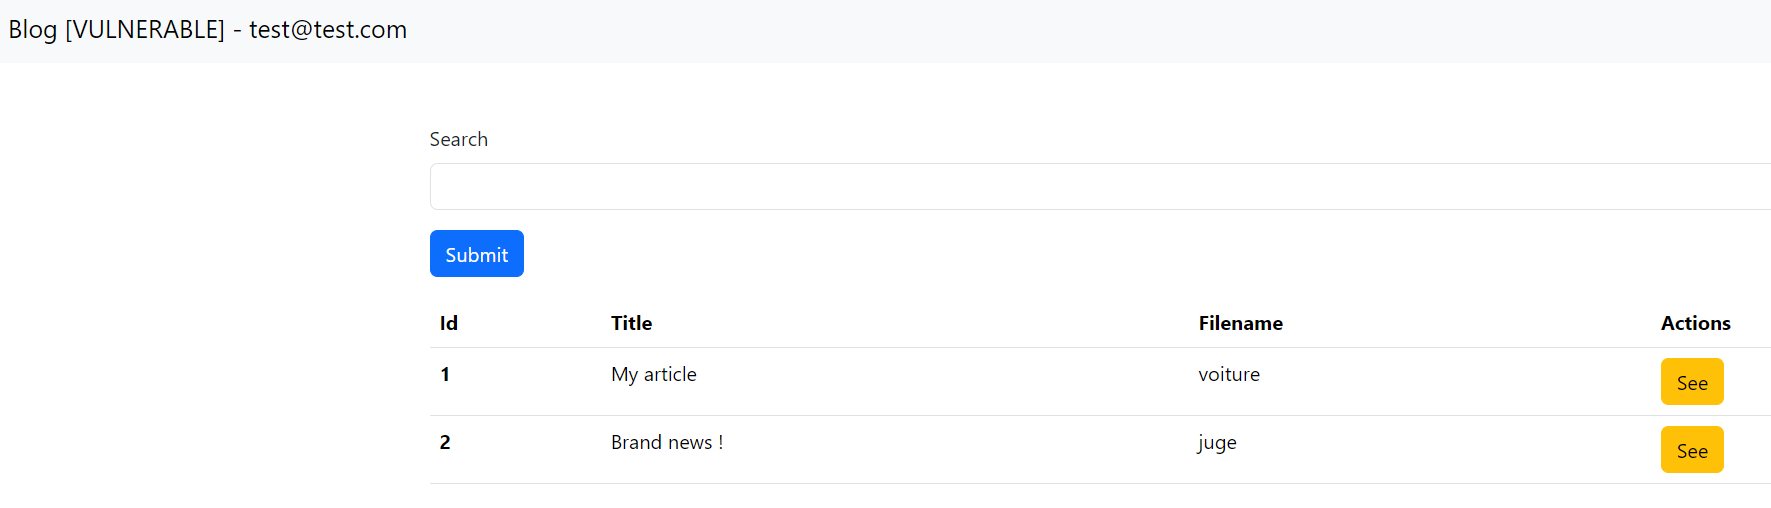 Blog [VULNERABLE] - test@test.com
Search
Submit
Id Title Filename Actions
1 My article voiture See
2 Brand news ! juge See